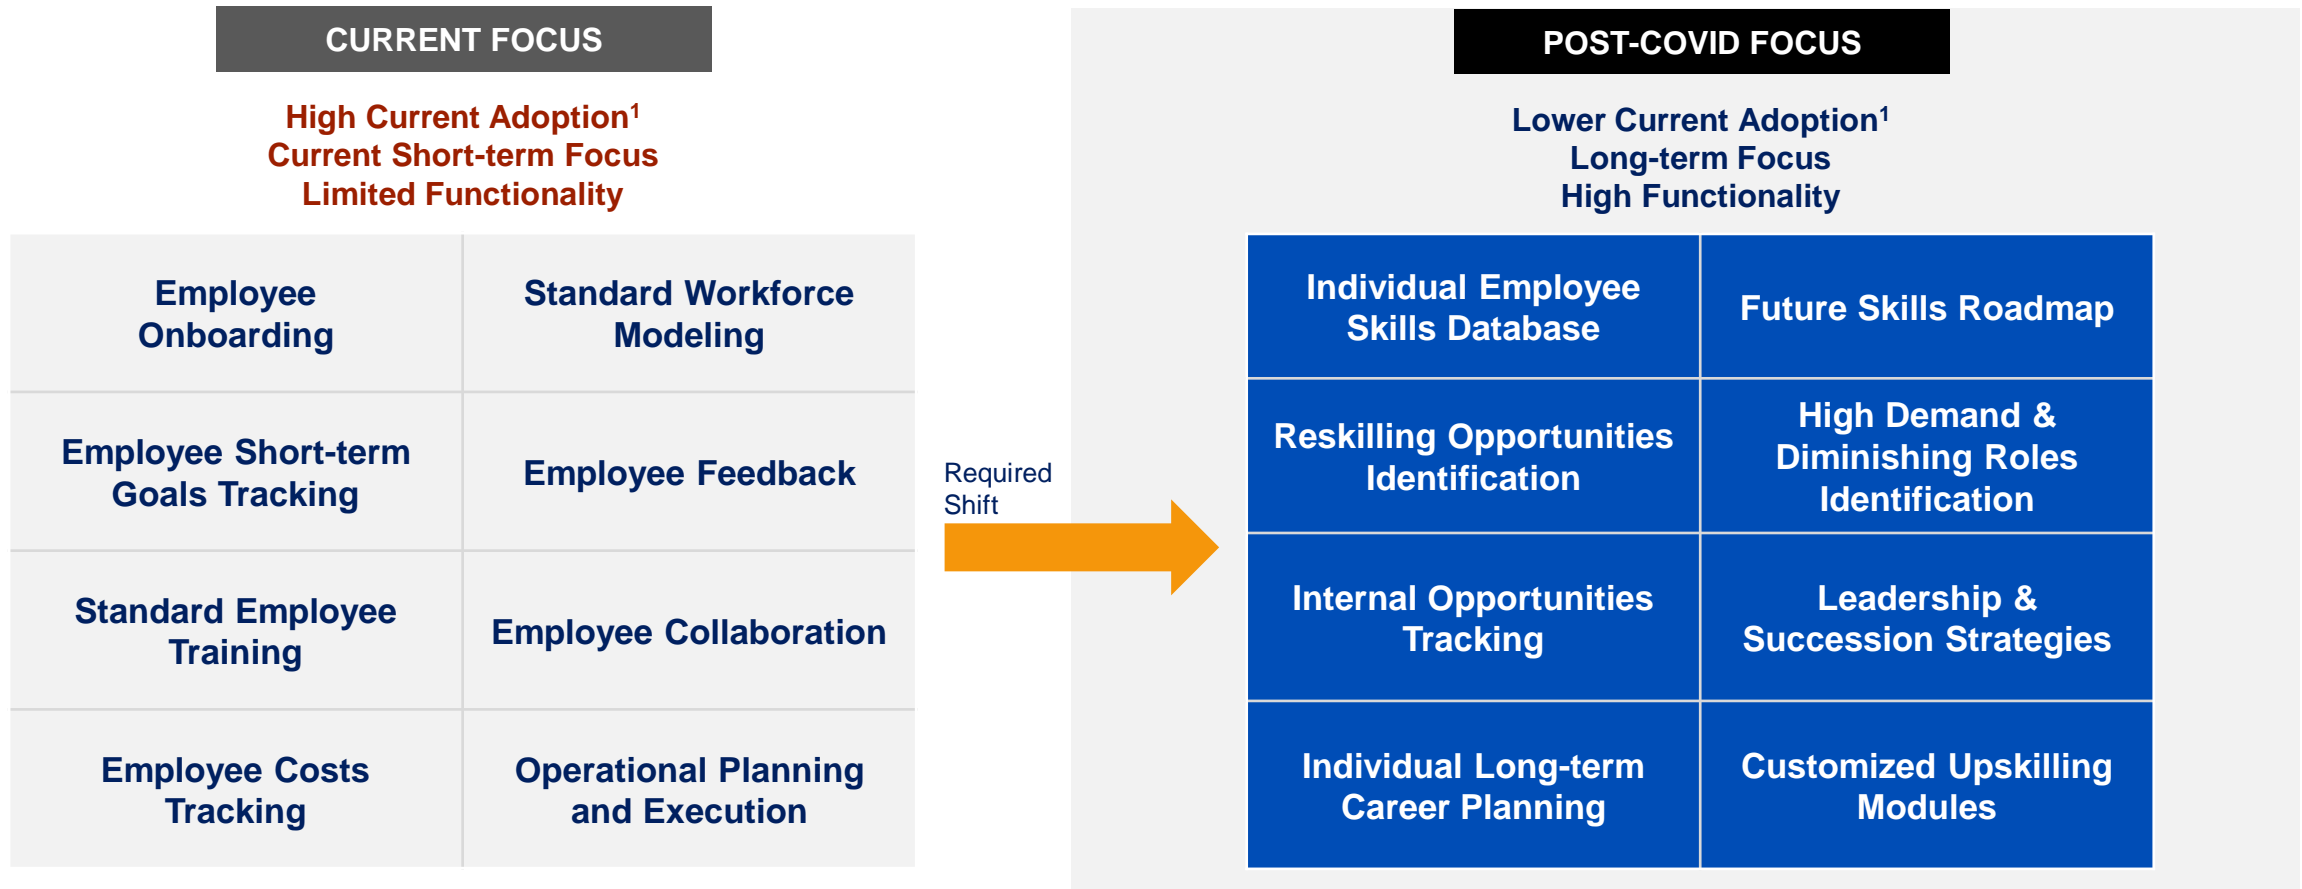 CURRENT FOCUS
High Current Adoption¹
Current Short-term Focus
Limited Functionality
Employee
Onboarding
Standard Workforce
Modeling
Employee Short-term
Goals Tracking
Employee Feedback
Standard Employee
Training
Employee Collaboration
Employee Costs
Tracking
Operational Planning
and Execution
Required
Shift
POST-COVID FOCUS
Lower Current Adoption¹
Long-term Focus
High Functionality
Individual Employee
Skills Database
Future Skills Roadmap
Reskilling Opportunities
Identification
High Demand &
Diminishing Roles
Identification
Internal Opportunities
Tracking
Leadership &
Succession Strategies
Individual Long-term
Career Planning
Customized Upskilling
Modules